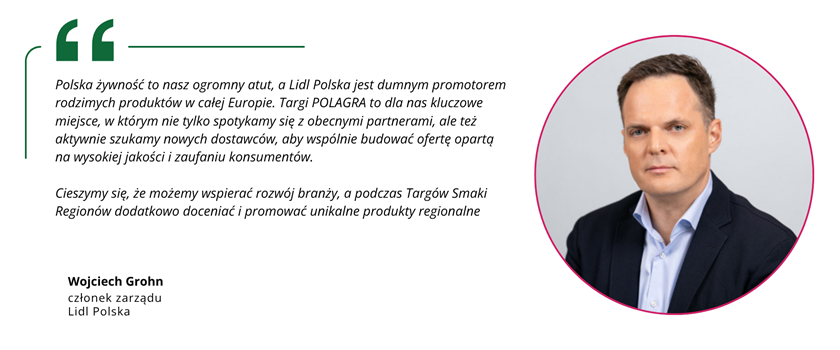 Polska żywność to nasz ogromny atut, a Lidl Polska jest dumnym promotorem
rodzimych produktów w całej Europie. Targi POLAGRA to dla nas kluczowe
miejsce, w którym nie tylko spotykamy się z obecnymi partnerami, ale też
aktywnie szukamy nowych dostawców, aby wspólnie budować ofertę opartą
na wysokiej jakości i zaufaniu konsumentów.
Cieszymy się, że możemy wspierać rozwój branży, a podczas Targów Smaki
Regionów dodatkowo doceniać i promować unikalne produkty regionalne
Wojciech Grohn
członek zarządu
Lidl Polska